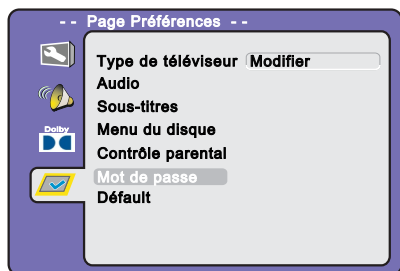 -- Page Préférences --
Type de téléviseur Modifier
Audio
Sous-titres
Dolby
Menu du disque
Contrôle parental
Mot de passe
Défault